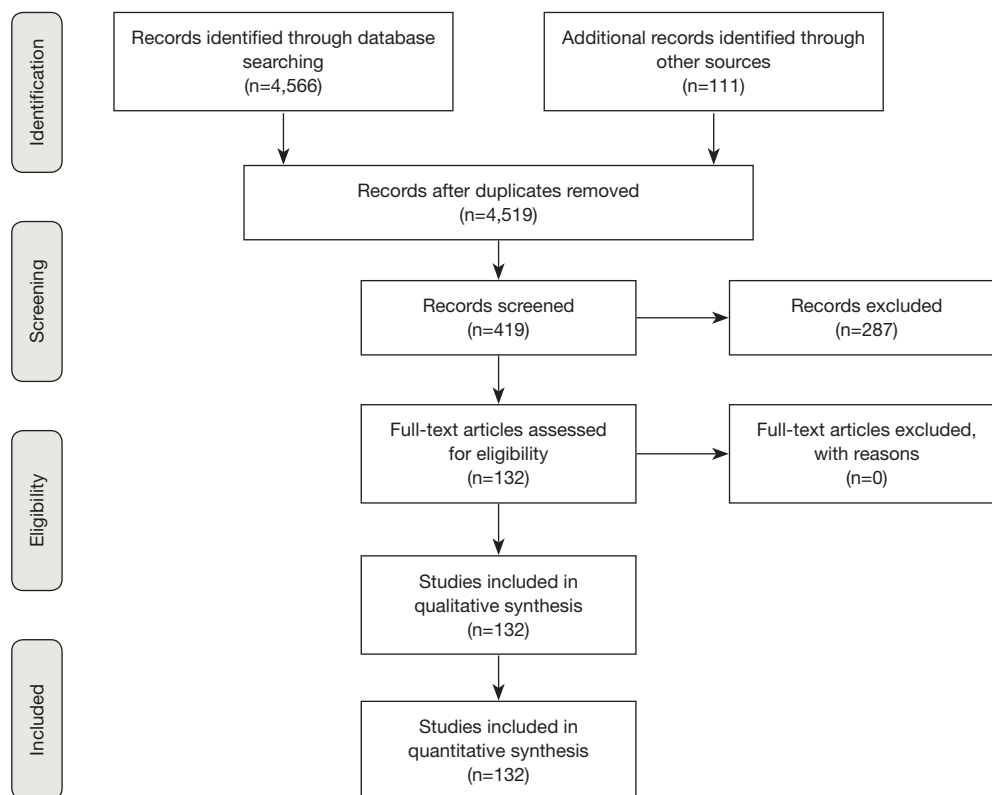 Identification
Records identified through database
searching
(n=4,566)
Additional records identified through
other sources
(n=111)
Records after duplicates removed
(n=4,519)
Screening
Records screened
(n=419)
Records excluded
(n=287)
Eligibility
Full-text articles assessed
for eligibility
(n=132)
Full-text articles excluded,
with reasons
(n=0)
Studies included in
qualitative synthesis
(n=132)
Included
Studies included in
quantitative synthesis
(n=132)